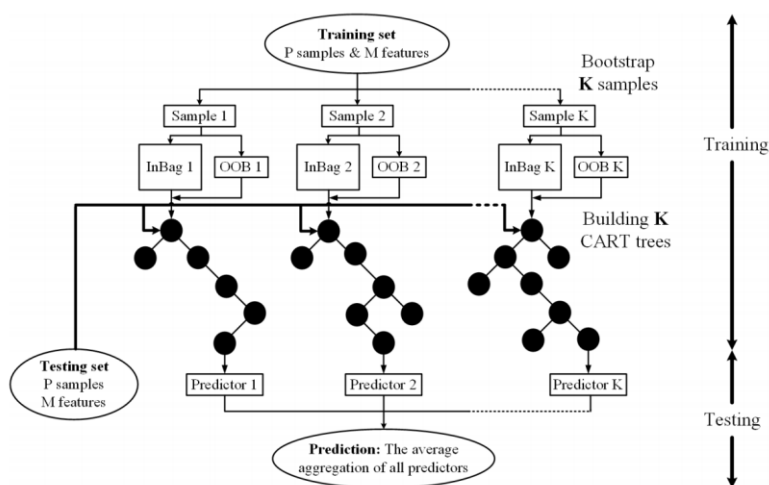 Training set
P samples & M features
Bootstrap
K samples
Sample 1
Sample 2
Sample K
InBag 1
OOB 1
InBag 2
OOB 2
InBag K
OOB K
Training
Building K
CART trees
Testing set
P samples
M features
Predictor 1
Predictor 2
Predictor K
Testing
Prediction: The average
aggregation of all predictors